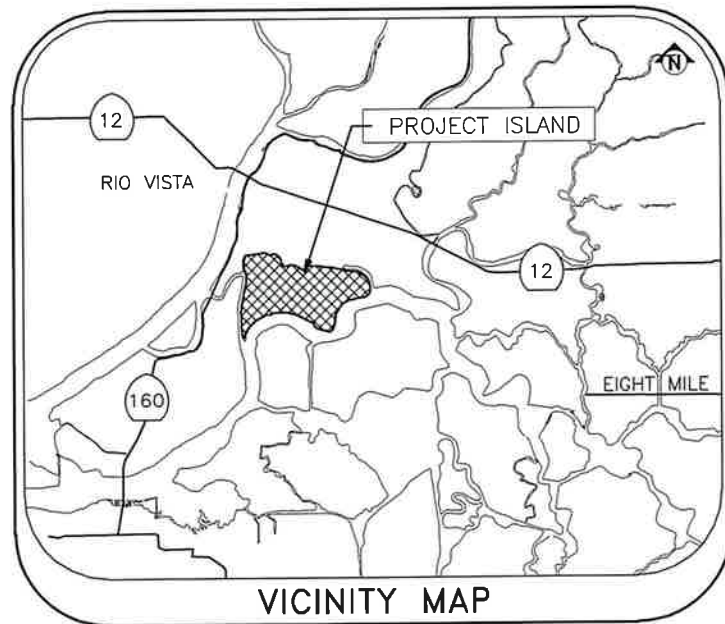 N
12
PROJECT ISLAND
RIO VISTA
12
160
EIGHT MILE
VICINITY MAP